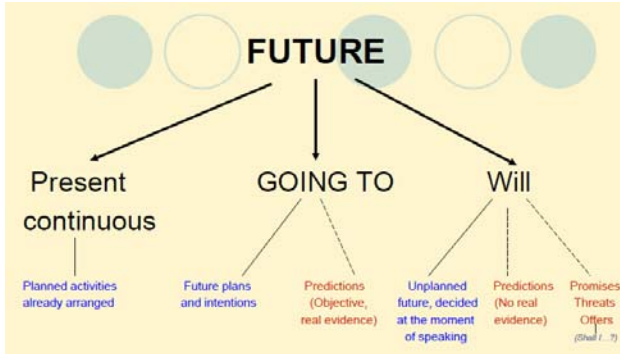 FUTURE
Present
continuous
GOING TO
Will
Planned activities
already arranged
Future plans
and intentions
Predictions
(Objective,
real evidence)
Unplanned
future, decided
at the moment
of speaking
Predictions
(No real
evidence)
Promises
Threats
Offers
(Shall I...?)